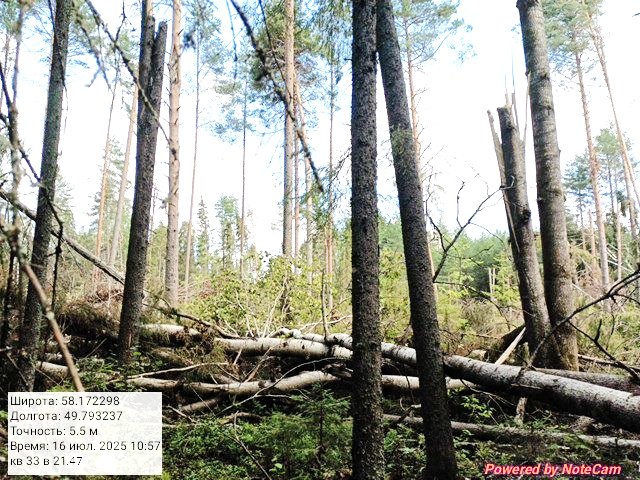 Широта: 58.172298
Долгота: 49.793237
Точность: 5.5 м
Время: 16 июл. 2025 10:57
кв 33 в 21.47
Powered by NoteCam